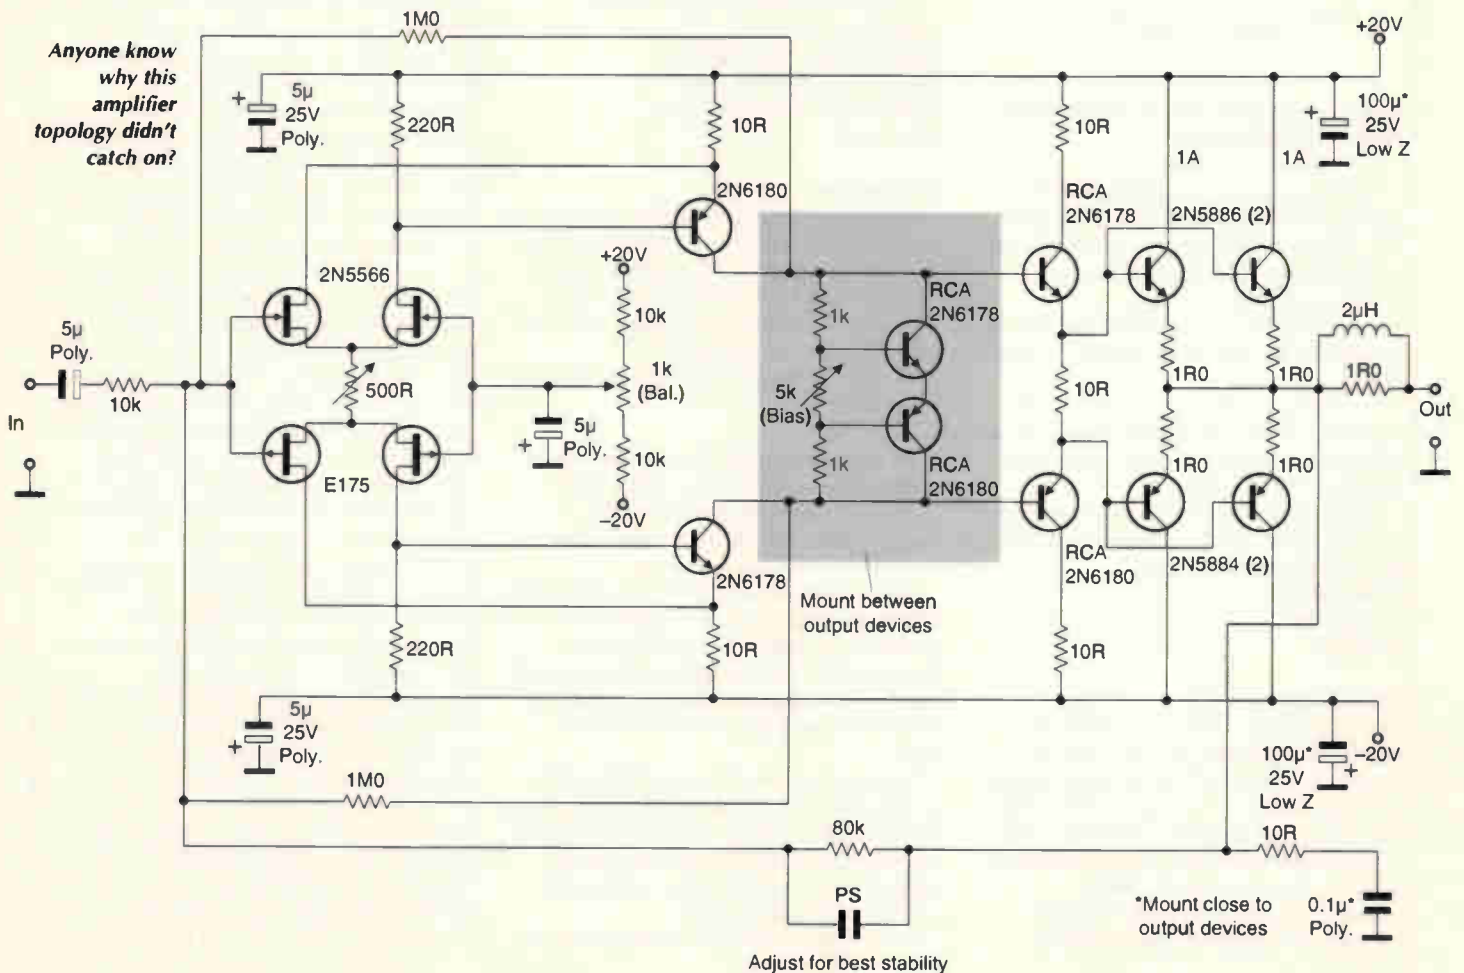 Anyone know
why this
amplifier
topology didn't
catch on?
1M0
+20V
+
5µ
25V
Poly.
220R
10R
10R
+
100µ*
25V
Low Z
1A
1A
2N6180
RCA
2N6178
2N5886 (2)
2N5566
+20V
RCA
2N6178
5µ
Poly.
10k
1k
2µH
10k
500R
1k
(Bal.)
5k
(Bias)
10R
1R0
1R0
1R0
In
Out
+
5µ
Poly.
10k
1k
1R0
1R0
E175
RCA
2N6180
–20V
2N6178
RCA
2N6180
2N5884 (2)
Mount between
output devices
220R
10R
10R
+
5µ
25V
Poly.
100µ*
25V
Low Z
+
–20V
1M0
80k
10R
PS
*Mount close to
output devices
0.1µ*
Poly.
Adjust for best stability